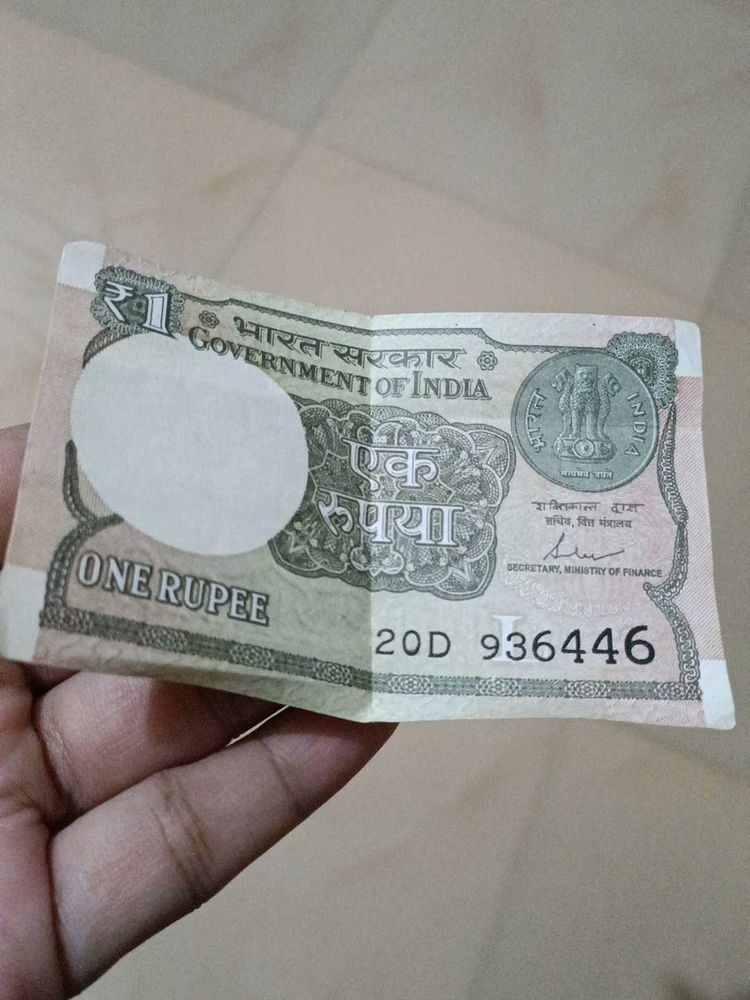 ₹1
भारत सरकार
GOVERNMENT OF INDIA
भारत INDIA
सत्यमेव जयते
एक
रुपया
शक्तिकान्त दास
सचिव, वित्त मंत्रालय
SECRETARY, MINISTRY OF FINANCE
ONE RUPEE
L
20D 936446